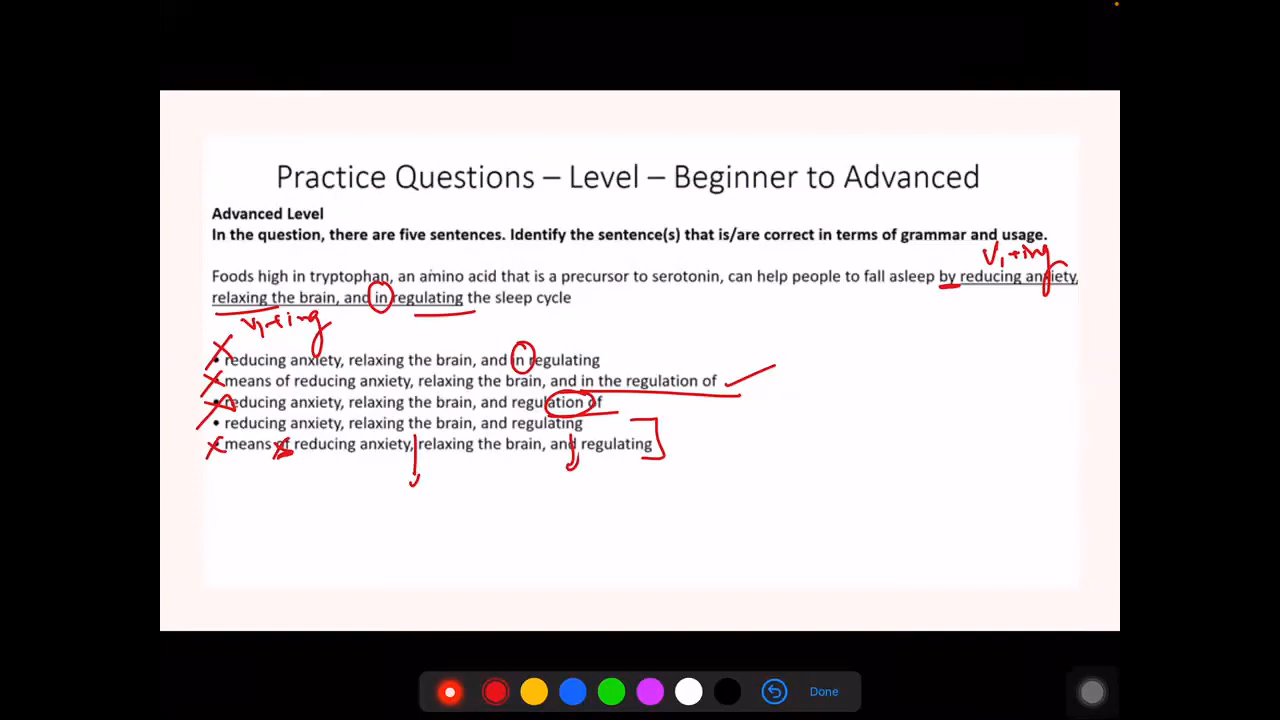 Practice Questions – Level – Beginner to Advanced
Advanced Level
In the question, there are five sentences. Identify the sentence(s) that is/are correct in terms of grammar and usage.
V1+ing
Foods high in tryptophan, an amino acid that is a precursor to serotonin, can help people to fall asleep by reducing anxiety,
relaxing the brain, and in regulating the sleep cycle
V1+ing
• reducing anxiety, relaxing the brain, and in regulating
• means of reducing anxiety, relaxing the brain, and in the regulation of
• reducing anxiety, relaxing the brain, and regulation of
• reducing anxiety, relaxing the brain, and regulating
• means of reducing anxiety, relaxing the brain, and regulating
Done